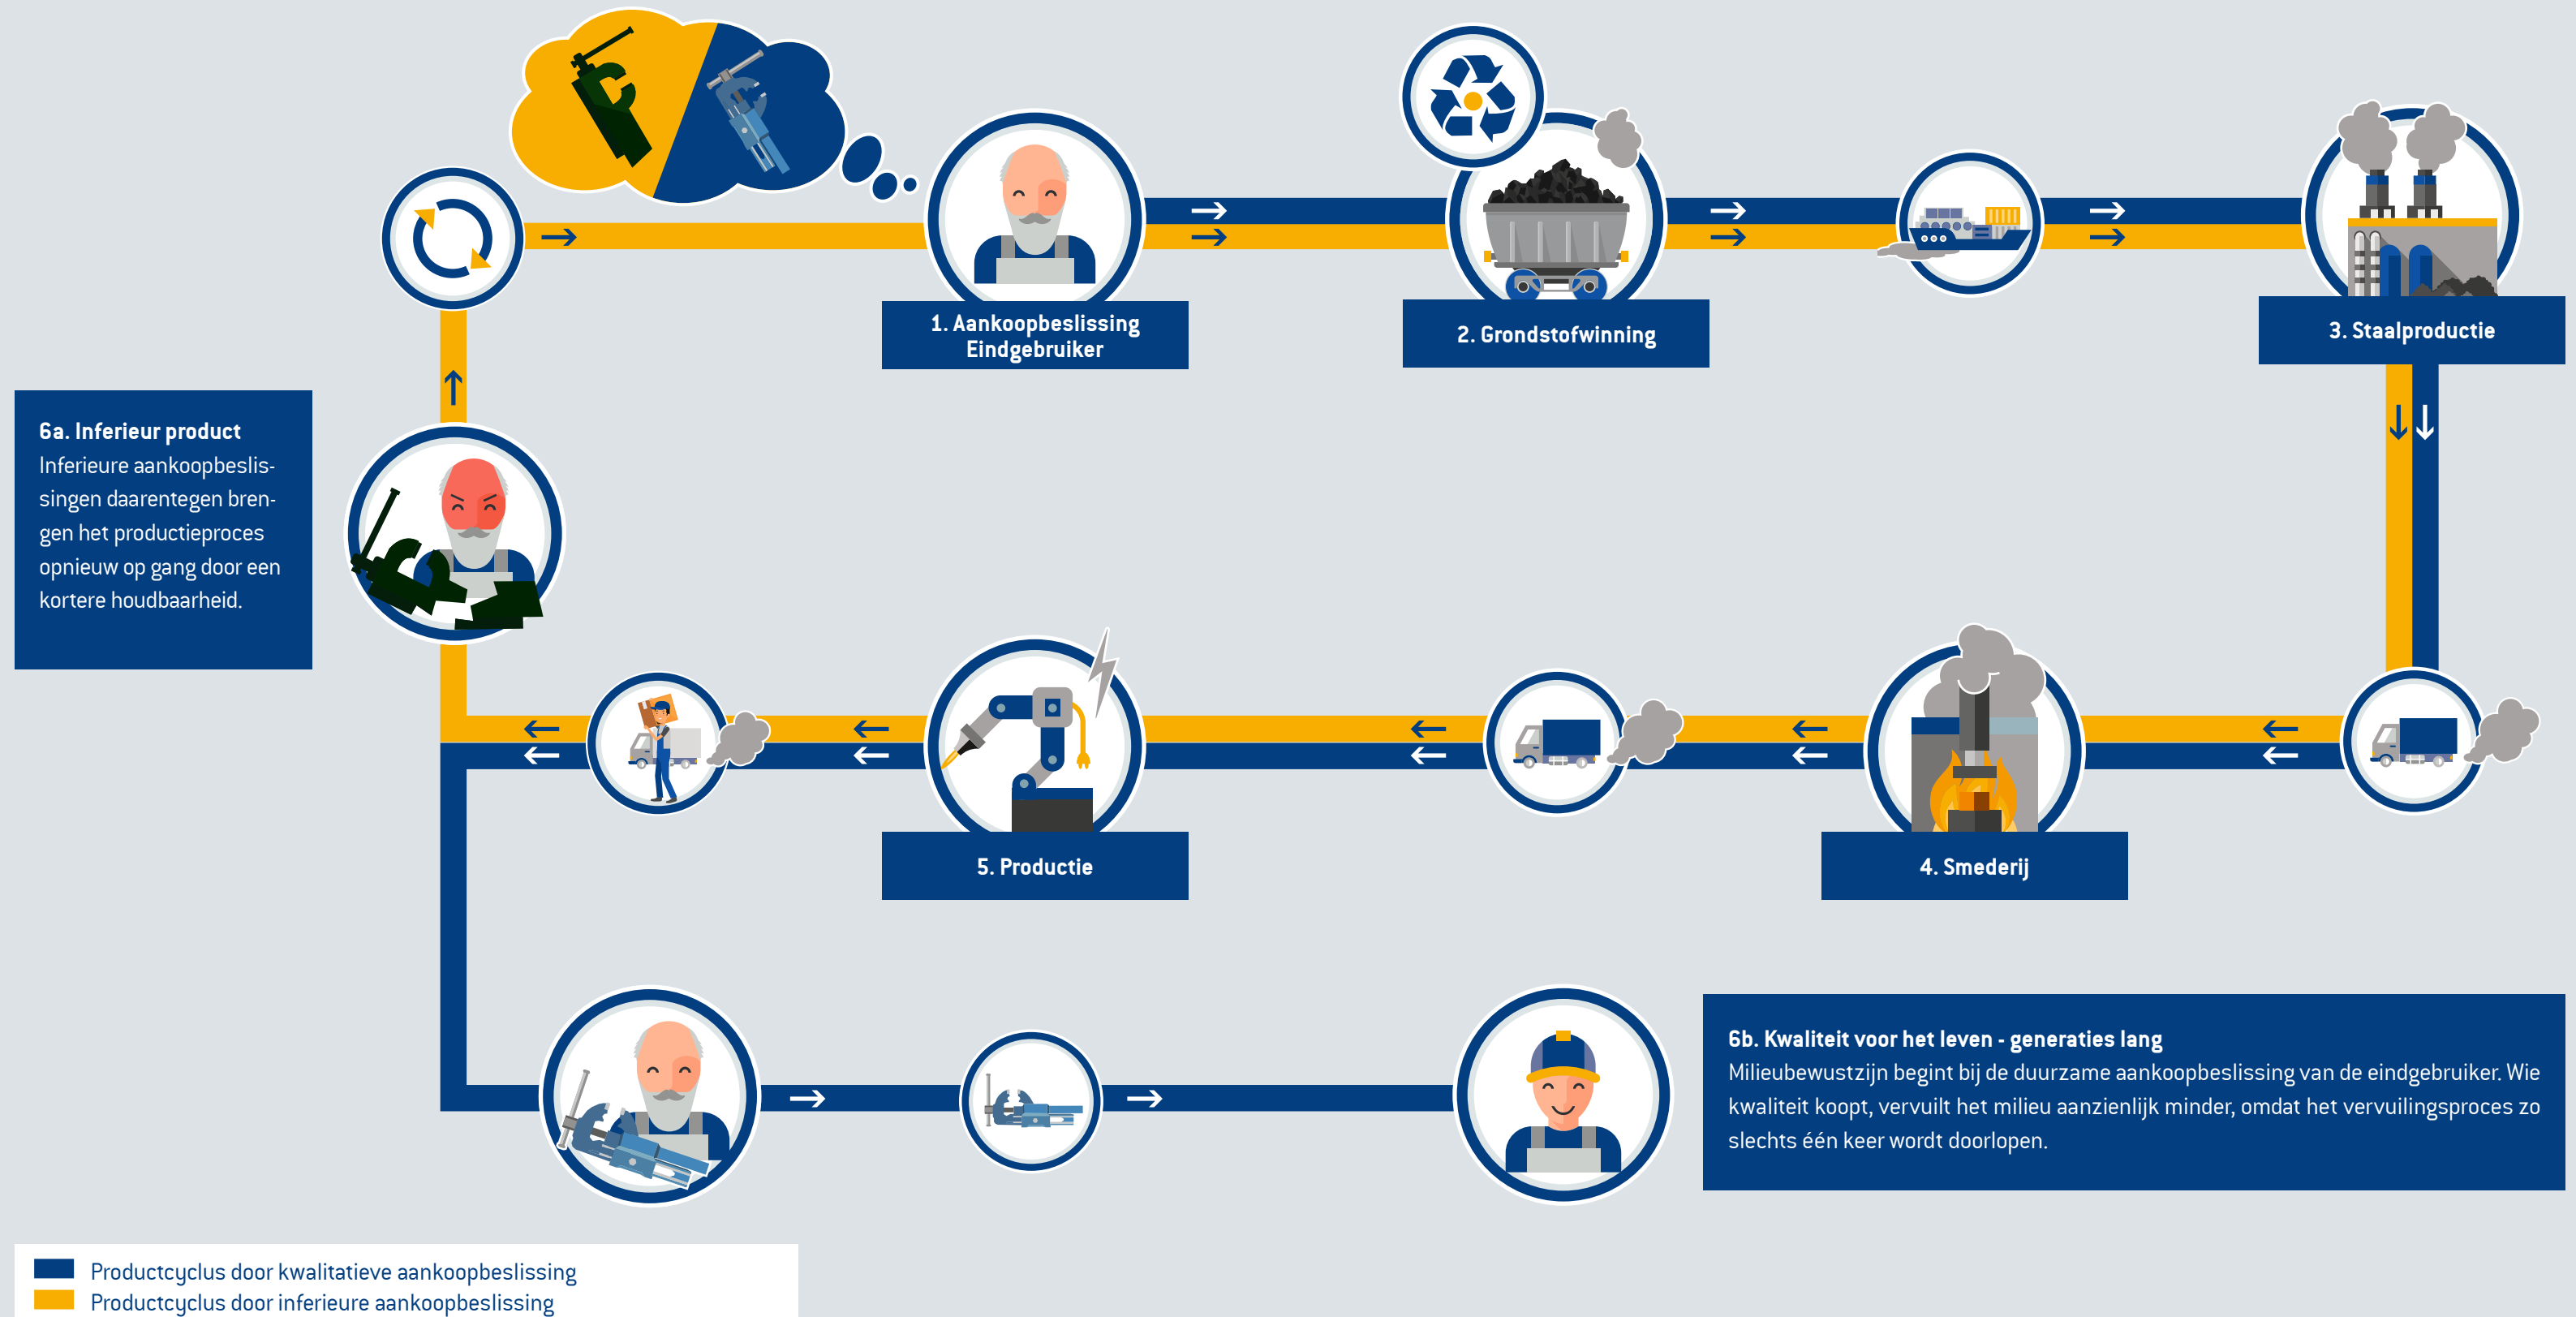 1. Aankoopbeslissing
Eindgebruiker
2. Grondstofwinning
3. Staalproductie
6a. Inferieur product
Inferieure aankoopbeslis-
singen daarentegen bren-
gen het productieproces
opnieuw op gang door een
kortere houdbaarheid.
5. Productie
4. Smederij
6b. Kwaliteit voor het leven - generaties lang
Milieubewustzijn begint bij de duurzame aankoopbeslissing van de eindgebruiker. Wie
kwaliteit koopt, vervuilt het milieu aanzienlijk minder, omdat het vervuilingsproces zo
slechts één keer wordt doorlopen.
Productcyclus door kwalitatieve aankoopbeslissing
Productcyclus door inferieure aankoopbeslissing